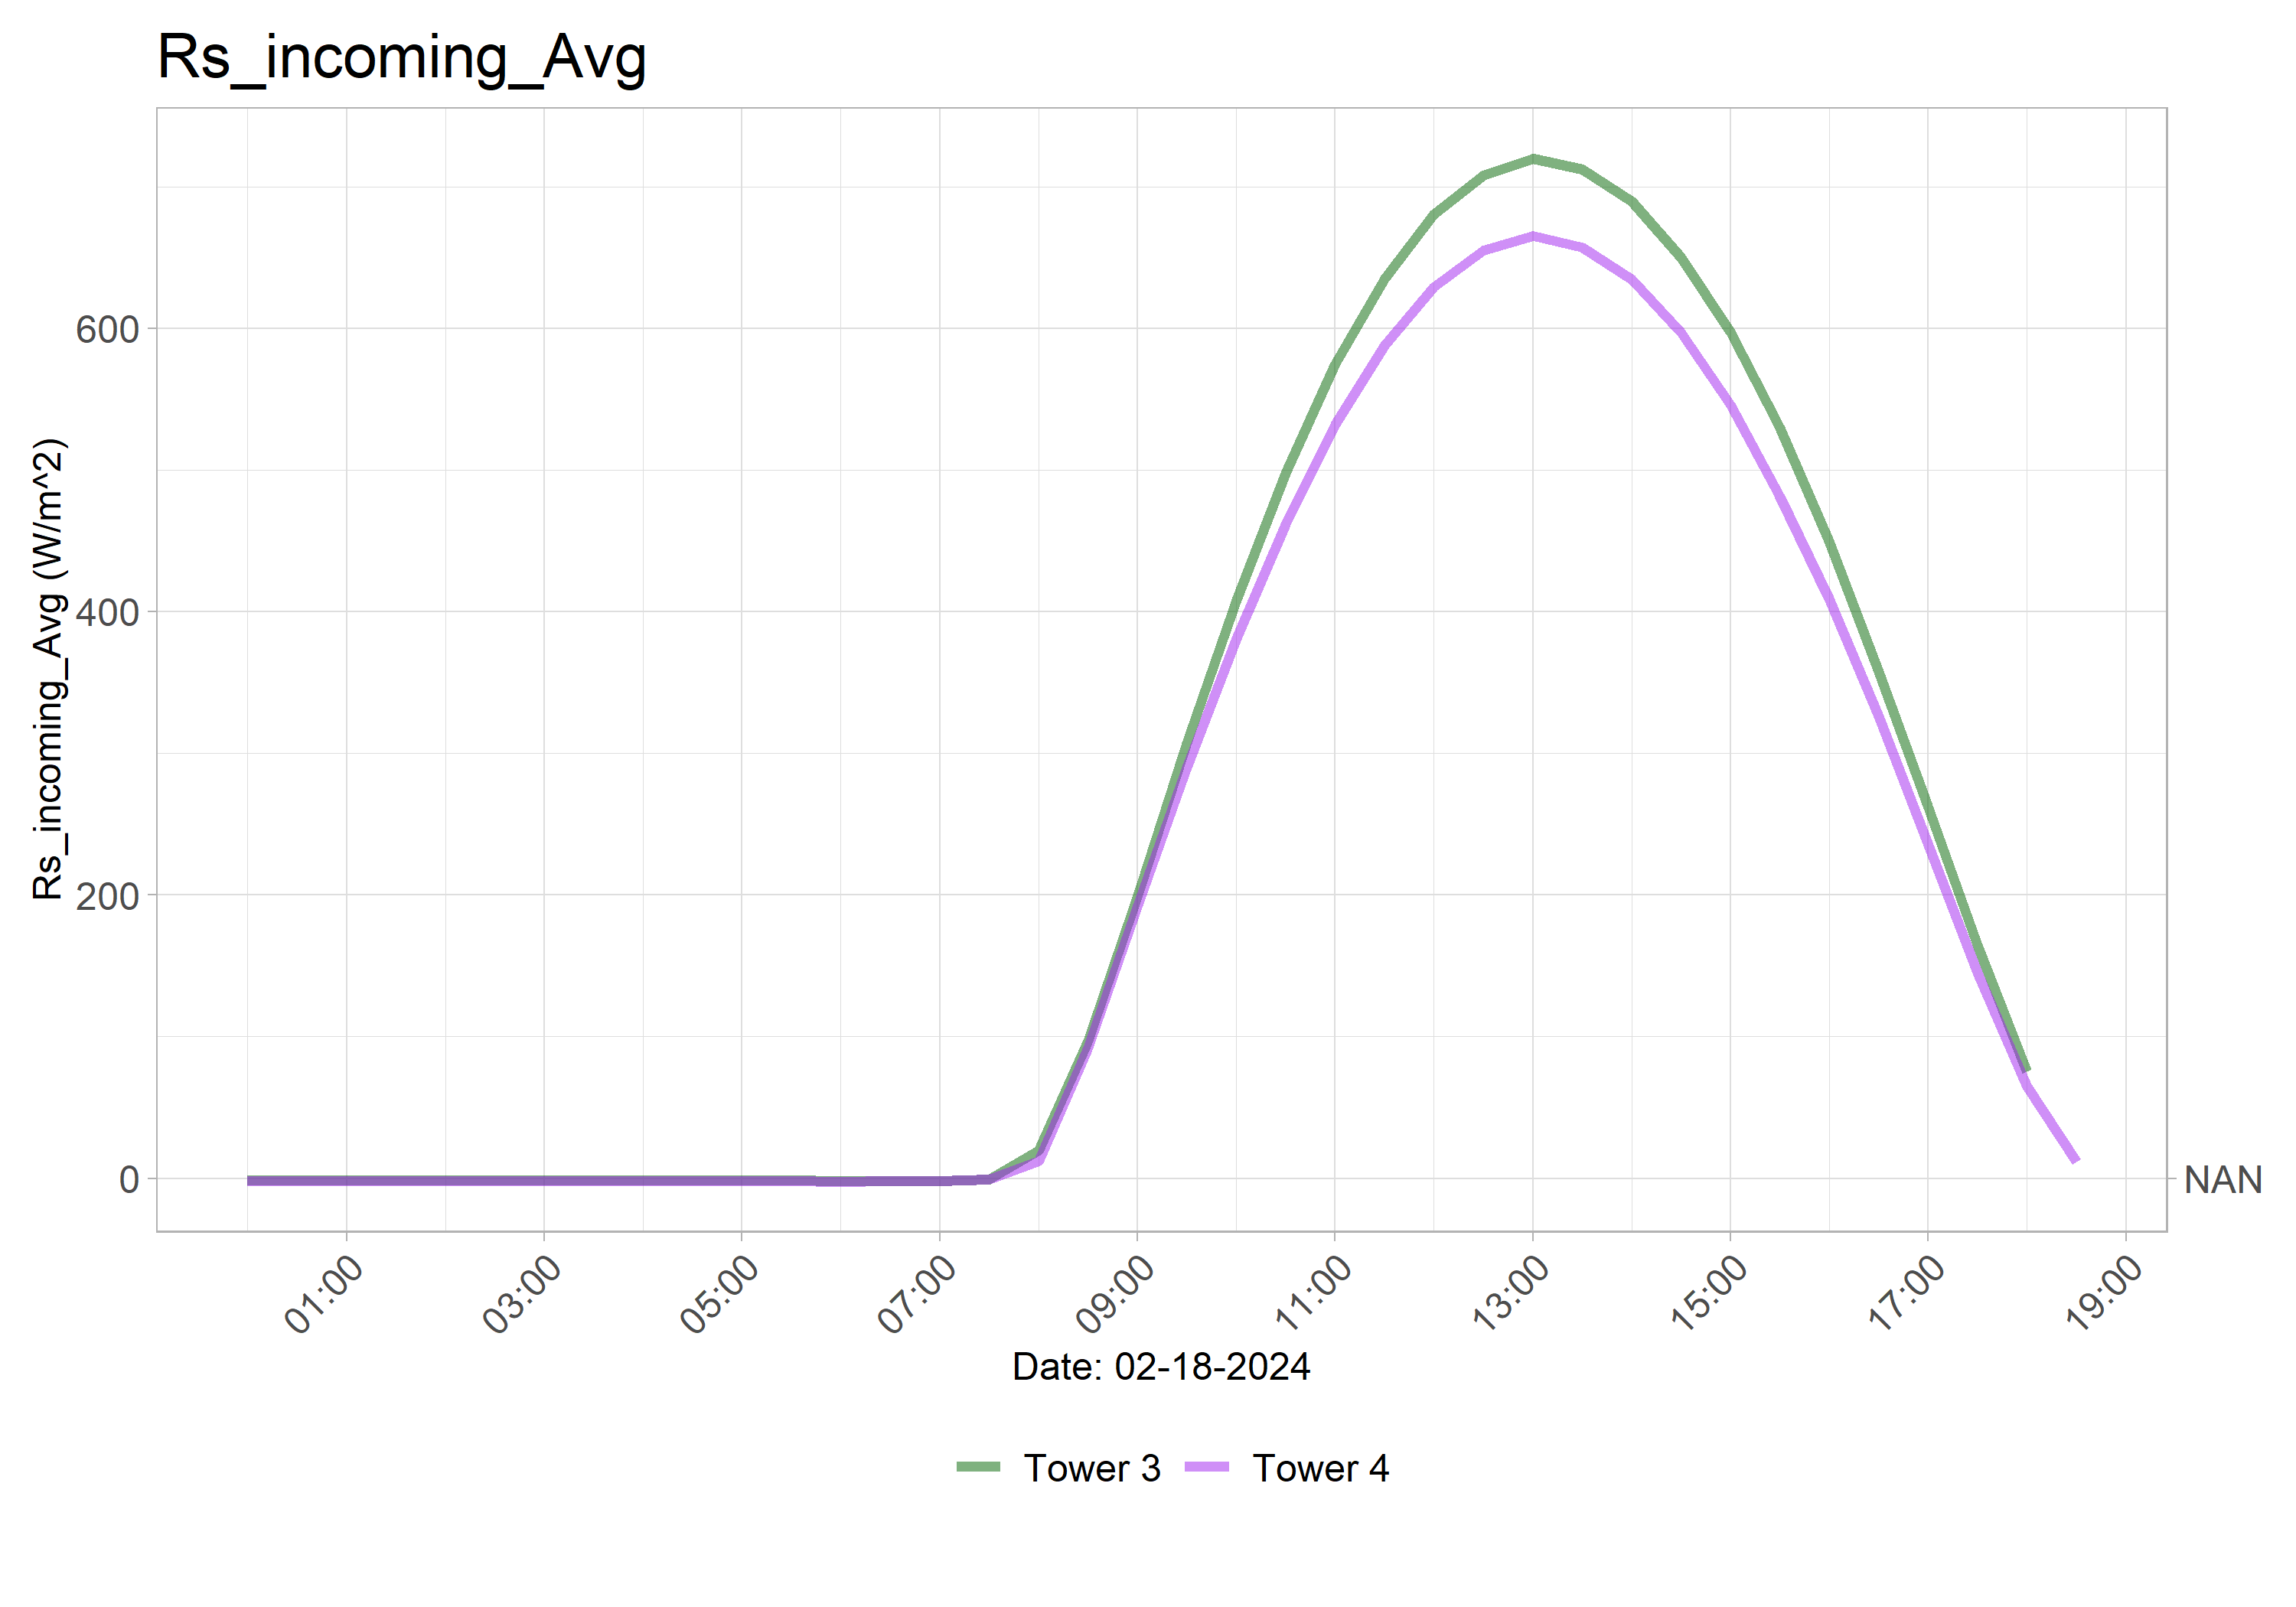 Rs_incoming_Avg
Rs_incoming_Avg (W/m^2)
600
400
200
0
NAN
01:00 03:00 05:00 07:00 09:00 11:00 13:00 15:00 17:00 19:00
Date: 02-18-2024
Tower 3 Tower 4